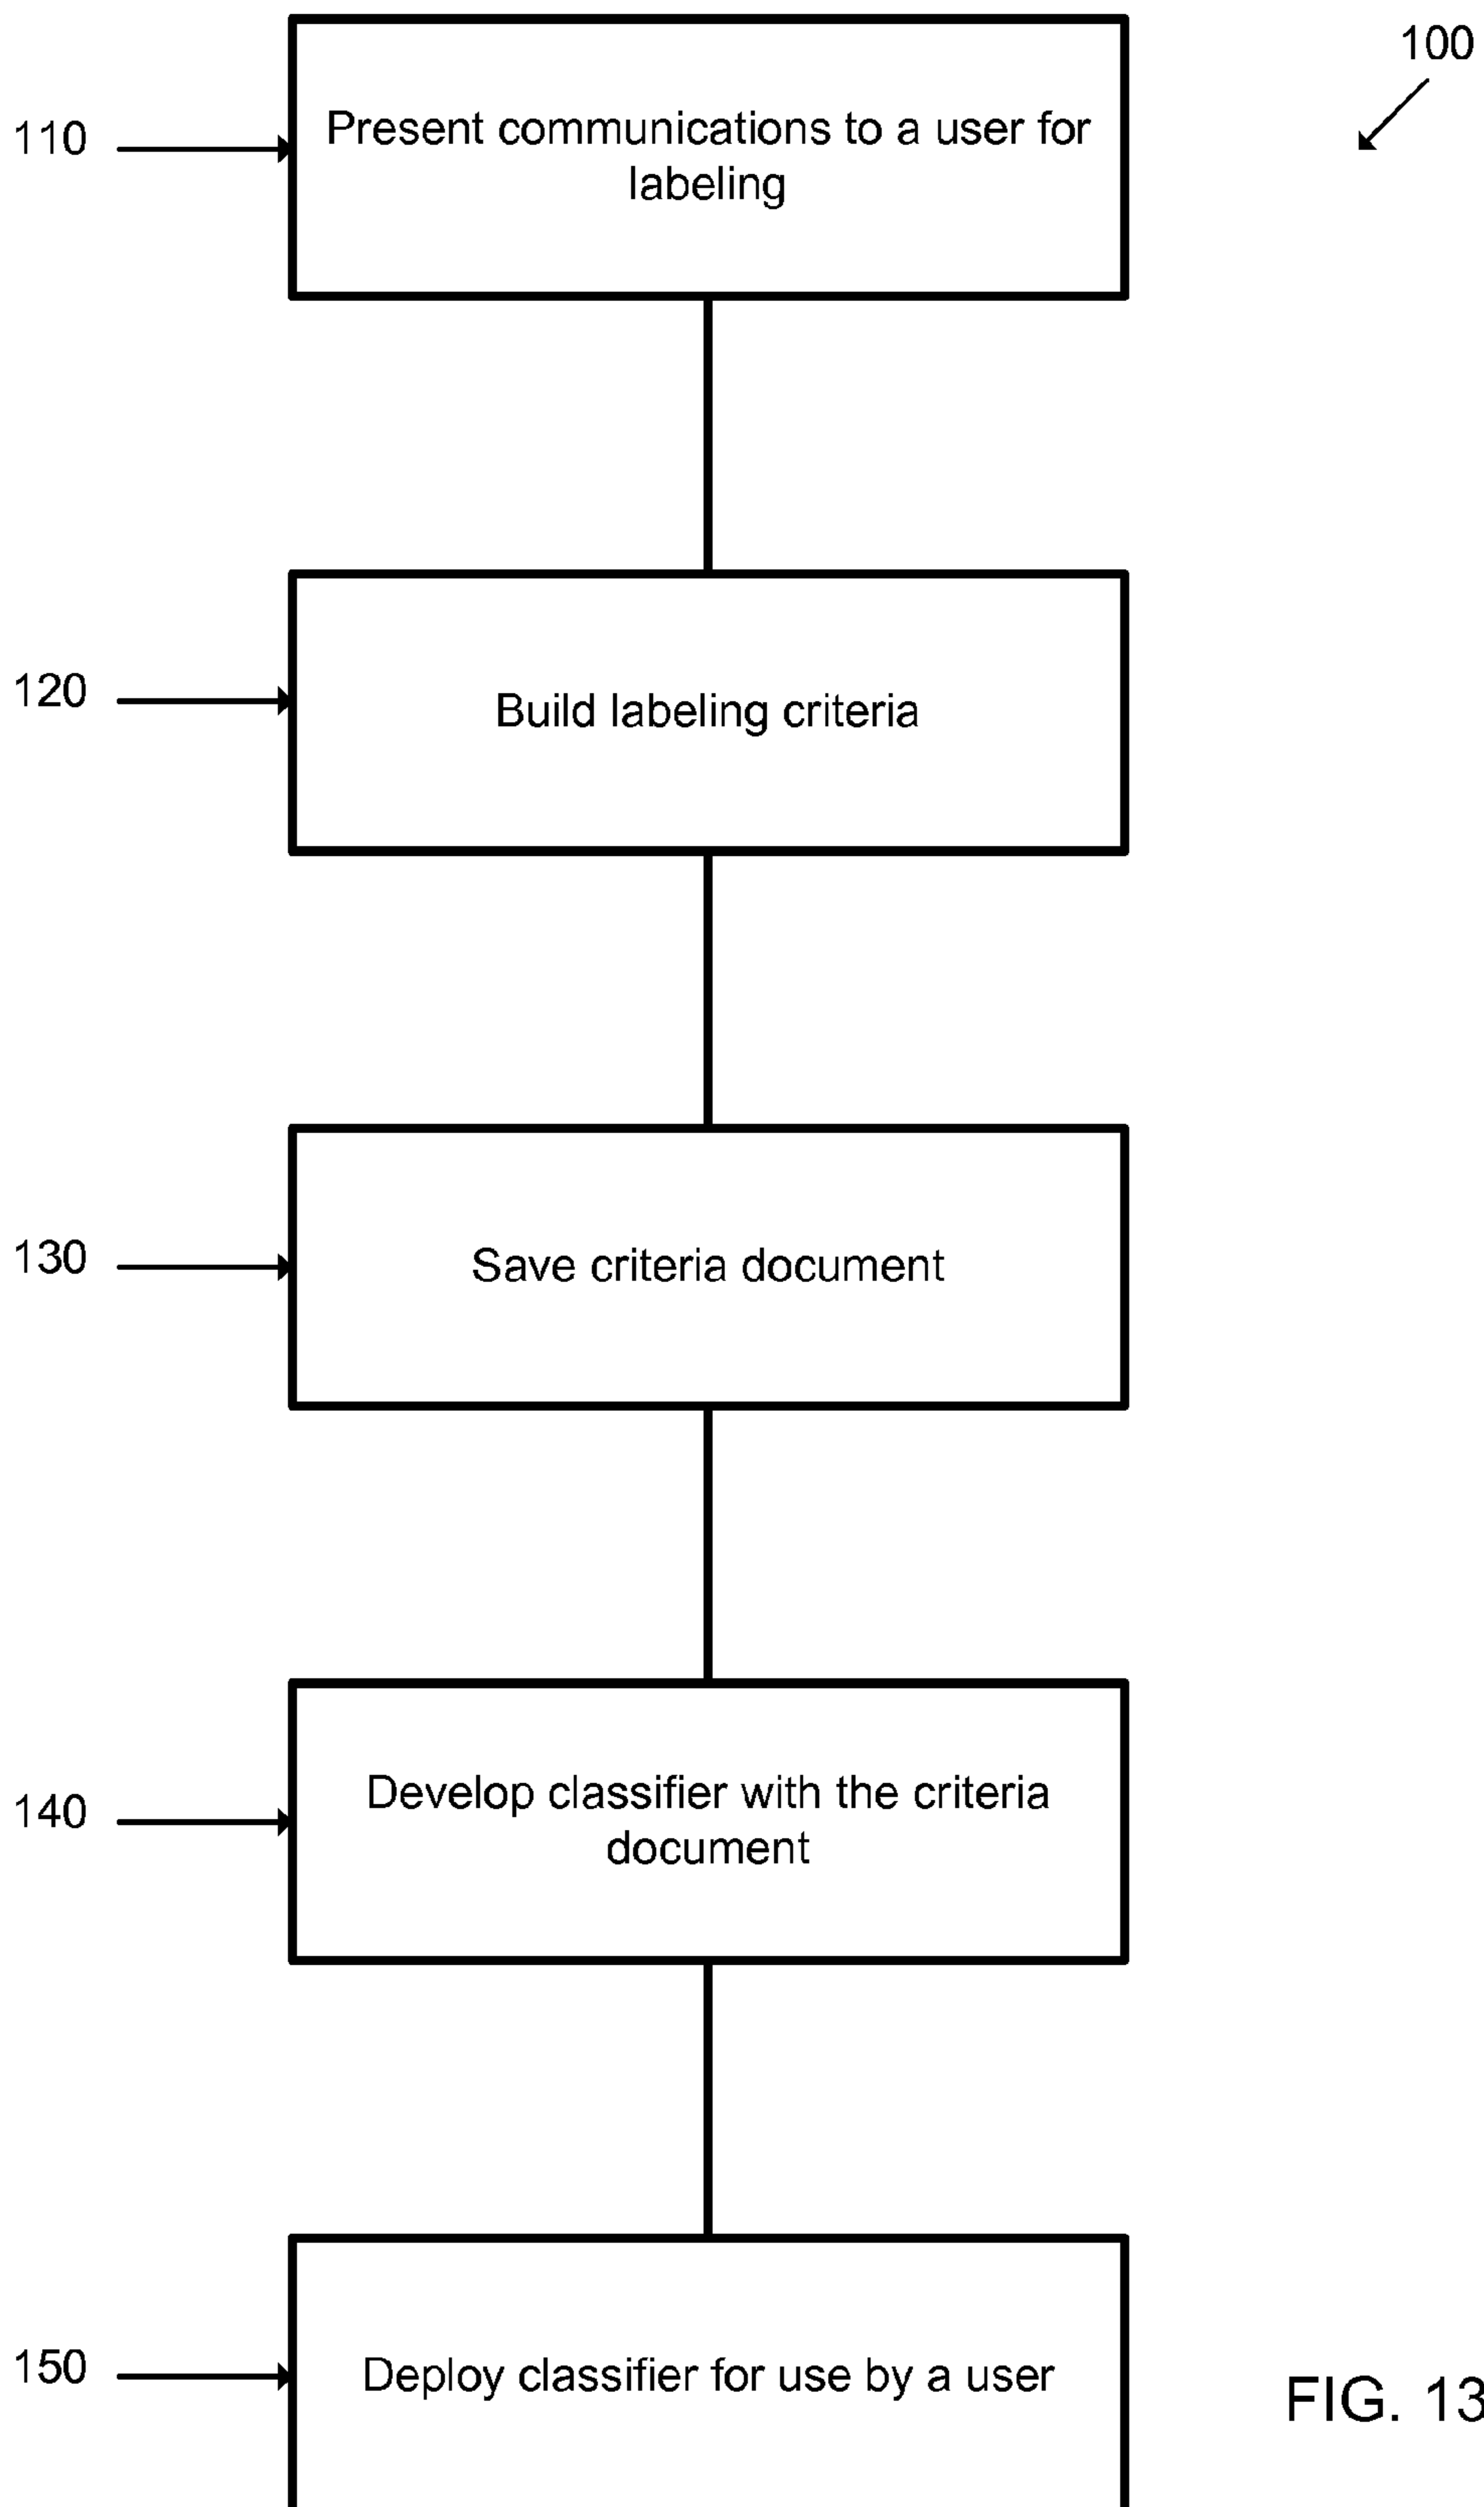 100
110
Present communications to a user for
labeling
120
Build labeling criteria
130
Save criteria document
140
Develop classifier with the criteria
document
150
Deploy classifier for use by a user
FIG. 13